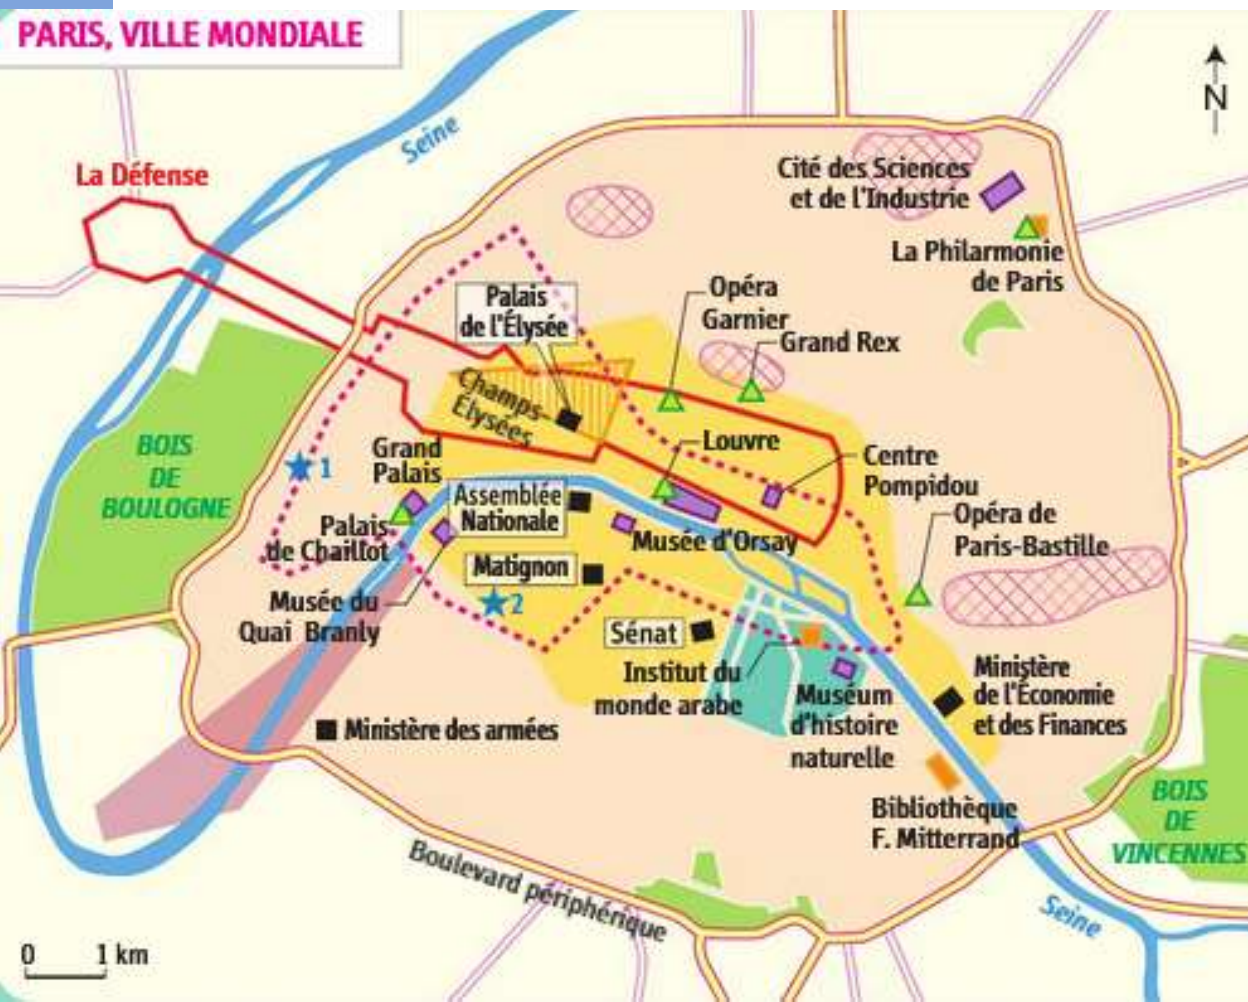 PARIS, VILLE MONDIALE
N
Seine
La Défense
Cité des Sciences
et de l'Industrie
La Philarmonie
de Paris
Palais
de l'Élysée
Opéra
Garnier
Grand Rex
Champs-
Élysées
BOIS
DE
BOULOGNE
1
Grand
Palais
Louvre
Centre
Pompidou
Assemblée
Nationale
Palais
de Chaillot
Musée d'Orsay
Opéra de
Paris-Bastille
Matignon
2
Musée du
Quai Branly
Sénat
Institut du
monde arabe
Muséum
d'histoire
naturelle
Ministère
de l'Économie
et des Finances
Ministère des armées
Bibliothèque
F. Mitterrand
BOIS
DE
VINCENNES
Boulevard périphérique
Seine
0 1 km